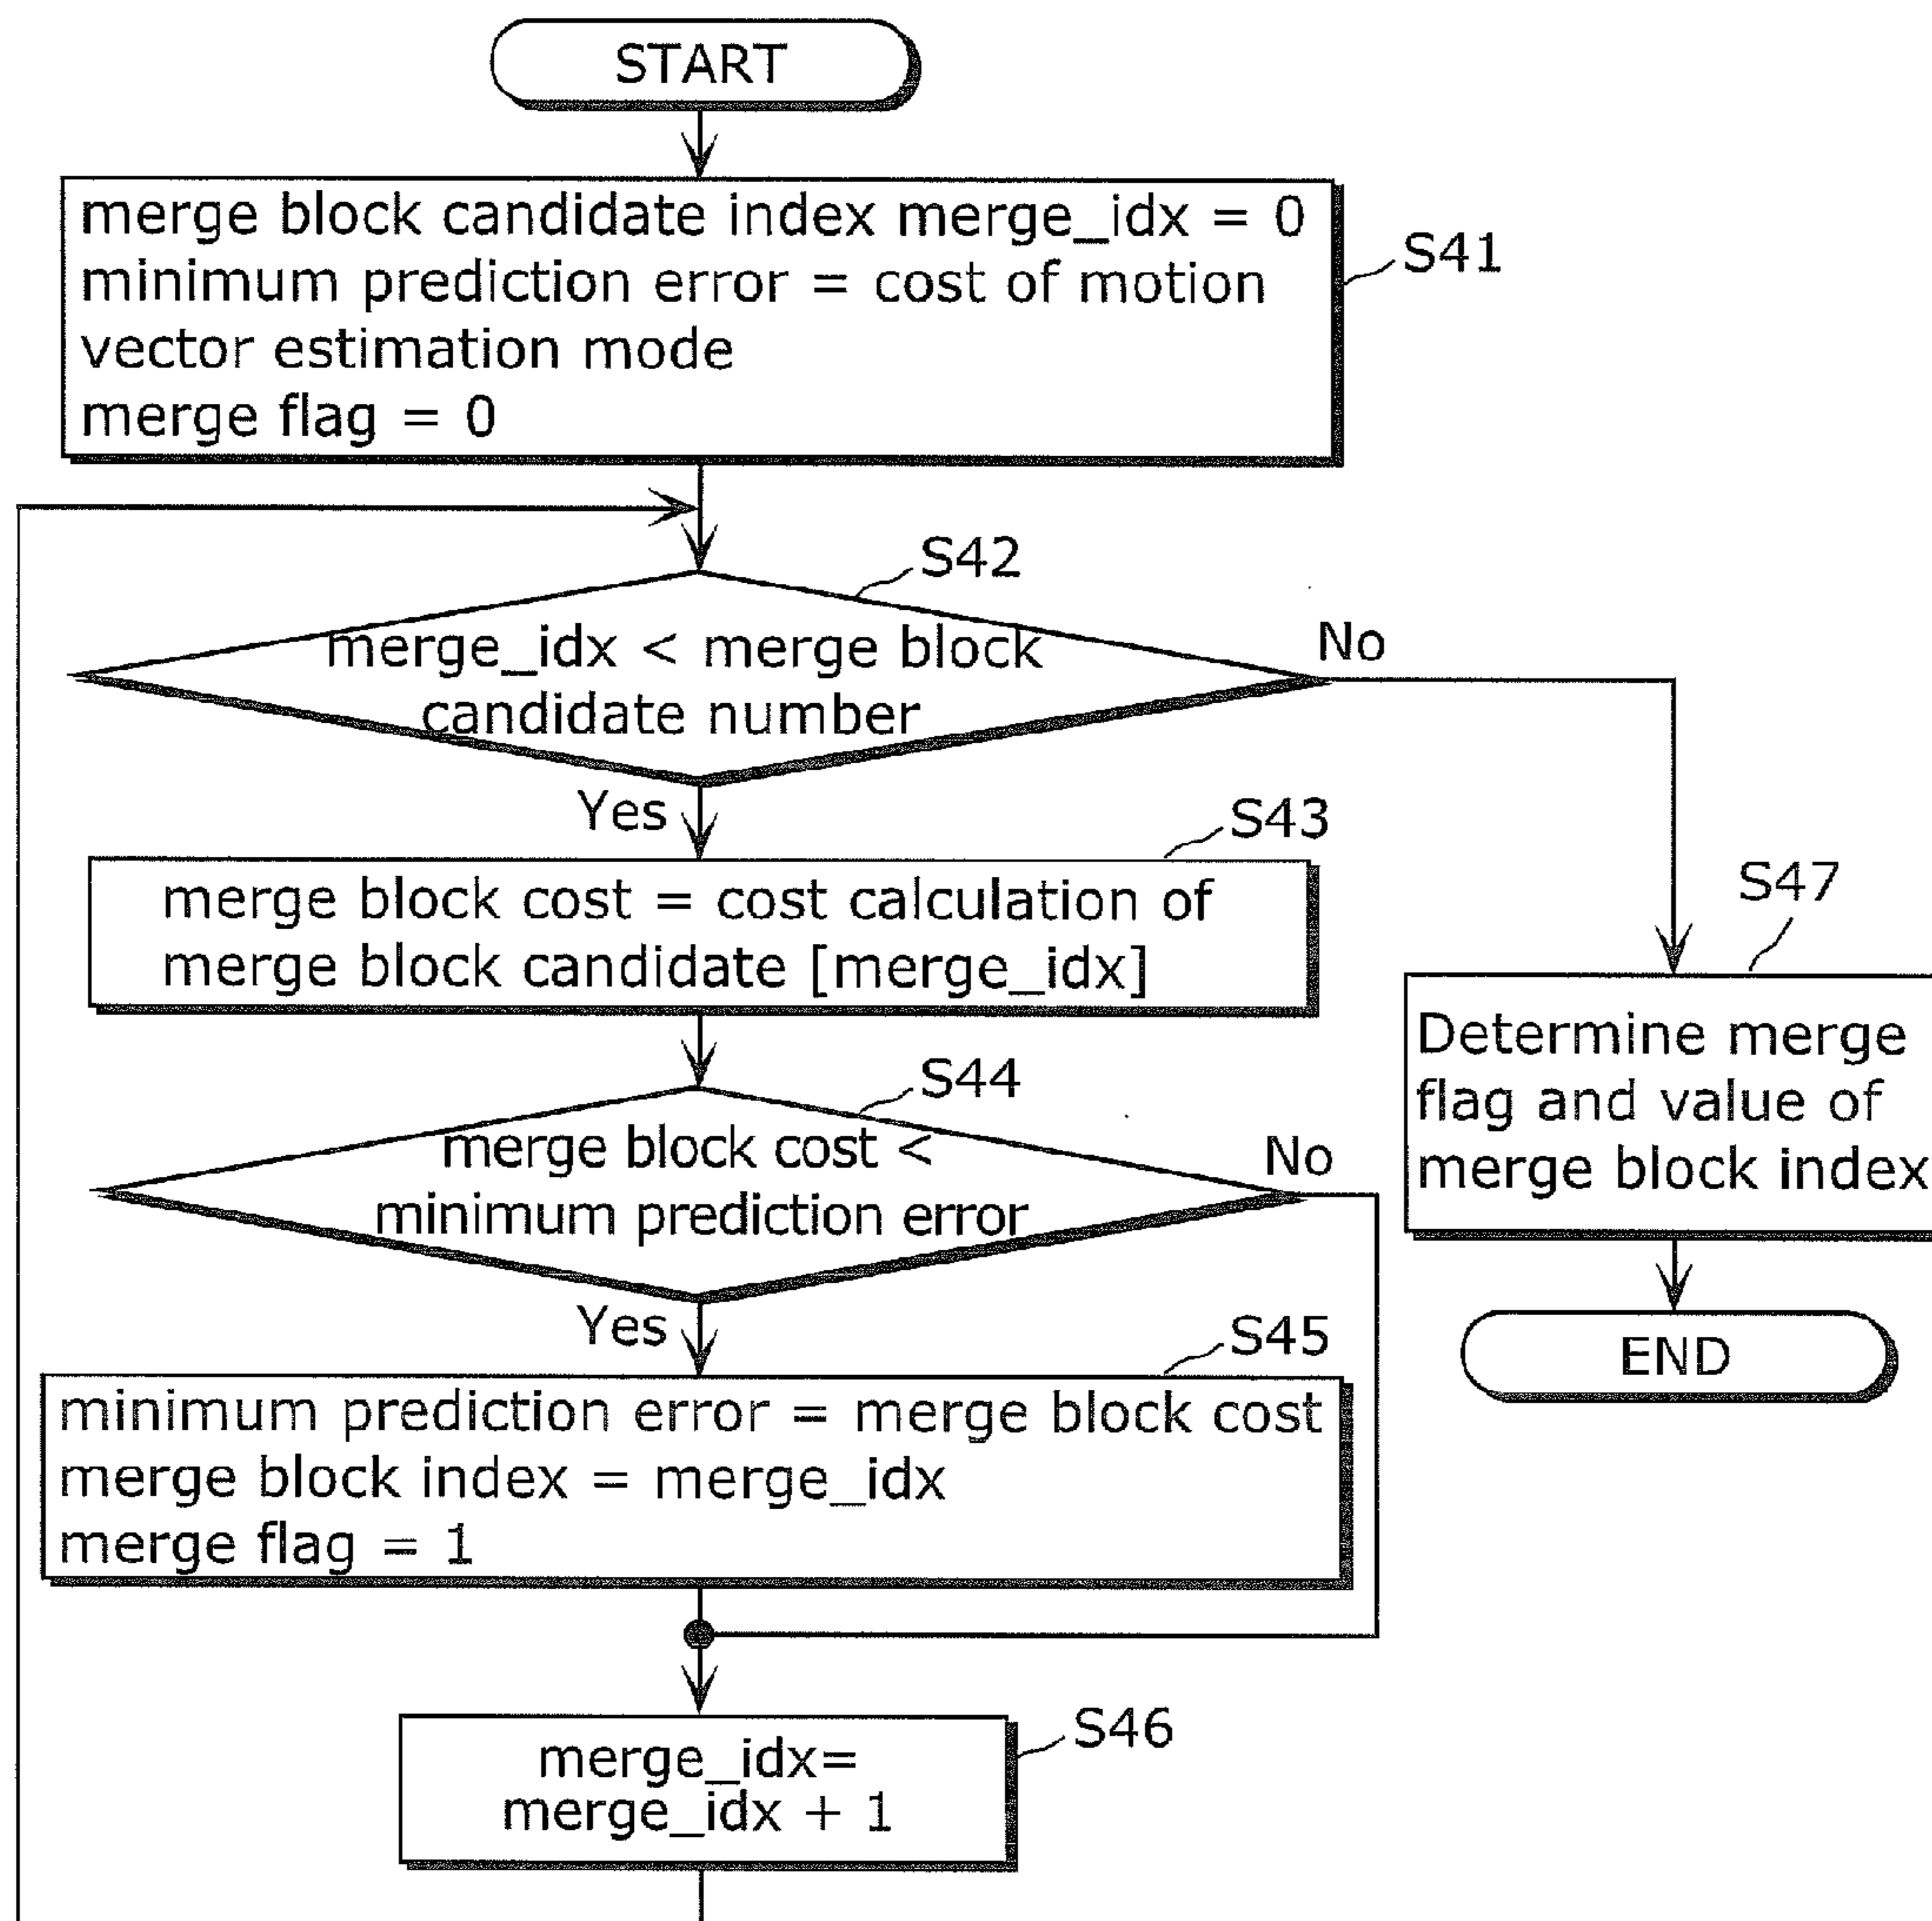 START
merge block candidate index merge_idx = 0
minimum prediction error = cost of motion
vector estimation mode
merge flag = 0
S41
S42
merge_idx < merge block
candidate number
No
Yes
S43
merge block cost = cost calculation of
merge block candidate [merge_idx]
S47
Determine merge
flag and value of
merge block index
END
S44
merge block cost <
minimum prediction error
No
Yes
S45
minimum prediction error = merge block cost
merge block index = merge_idx
merge flag = 1
S46
merge_idx=
merge_idx + 1